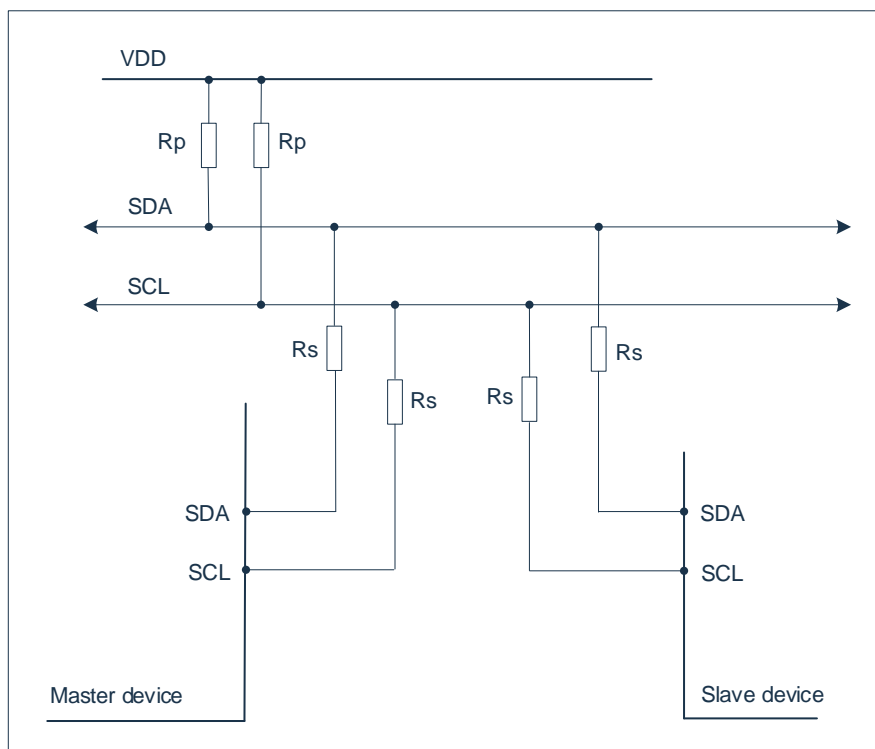 VDD
Rp
Rp
SDA
SCL
Rs
Rs
Rs
Rs
SDA
SDA
SCL
SCL
Master device
Slave device